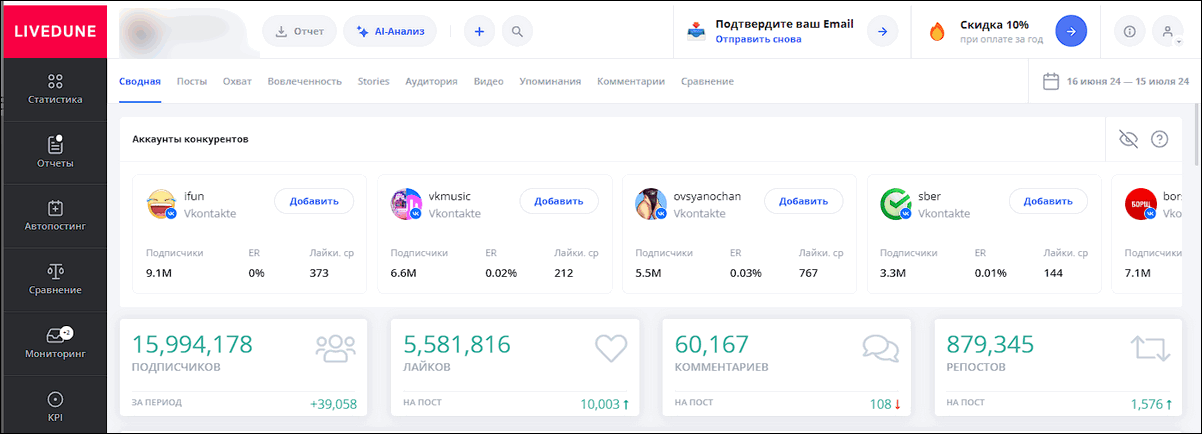 LIVEDUNE
Отчет
AI-Анализ
Подтвердите ваш Email
Отправить снова
Скидка 10%
при оплате за год
Статистика
Отчеты
Автопостинг
Сравнение
+2
Мониторинг
KPI
Сводная Посты Охват Вовлеченность Stories Аудитория Видео Упоминания Комментарии Сравнение
16 июня 24 — 15 июля 24
Аккаунты конкурентов
ifun
Vkontakte
Добавить
Подписчики ER Лайки. ср
9.1M 0% 373
vkmusic
Vkontakte
Добавить
Подписчики ER Лайки. ср
6.6M 0.02% 212
ovsyanochan
Vkontakte
Добавить
Подписчики ER Лайки. ср
5.5M 0.03% 767
sber
Vkontakte
Добавить
Подписчики ER Лайки. ср
3.3M 0.01% 144
БОРЩ
bors
Vko
Подписчики
7.1M
15,994,178
ПОДПИСЧИКОВ
ЗА ПЕРИОД +39,058
5,581,816
ЛАЙКОВ
НА ПОСТ 10,003 ↑
60,167
КОММЕНТАРИЕВ
НА ПОСТ 108 ↓
879,345
РЕПОСТОВ
НА ПОСТ 1,576 ↑